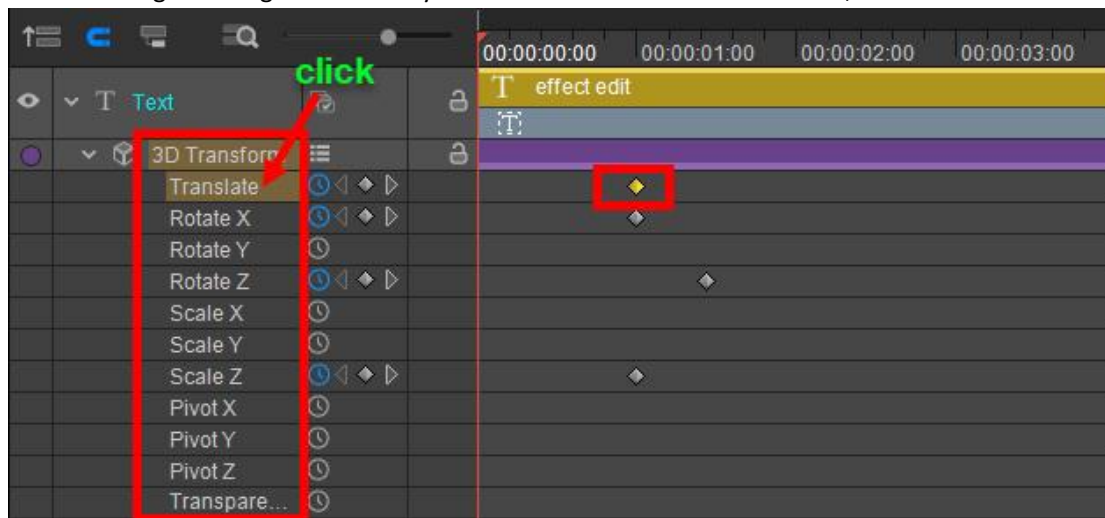 click
00:00:00:00 00:00:01:00 00:00:02:00 00:00:03:00
T Text
T effect edit
T
3D Transform
Translate
Rotate X
Rotate Y
Rotate Z
Scale X
Scale Y
Scale Z
Pivot X
Pivot Y
Pivot Z
Transpare...